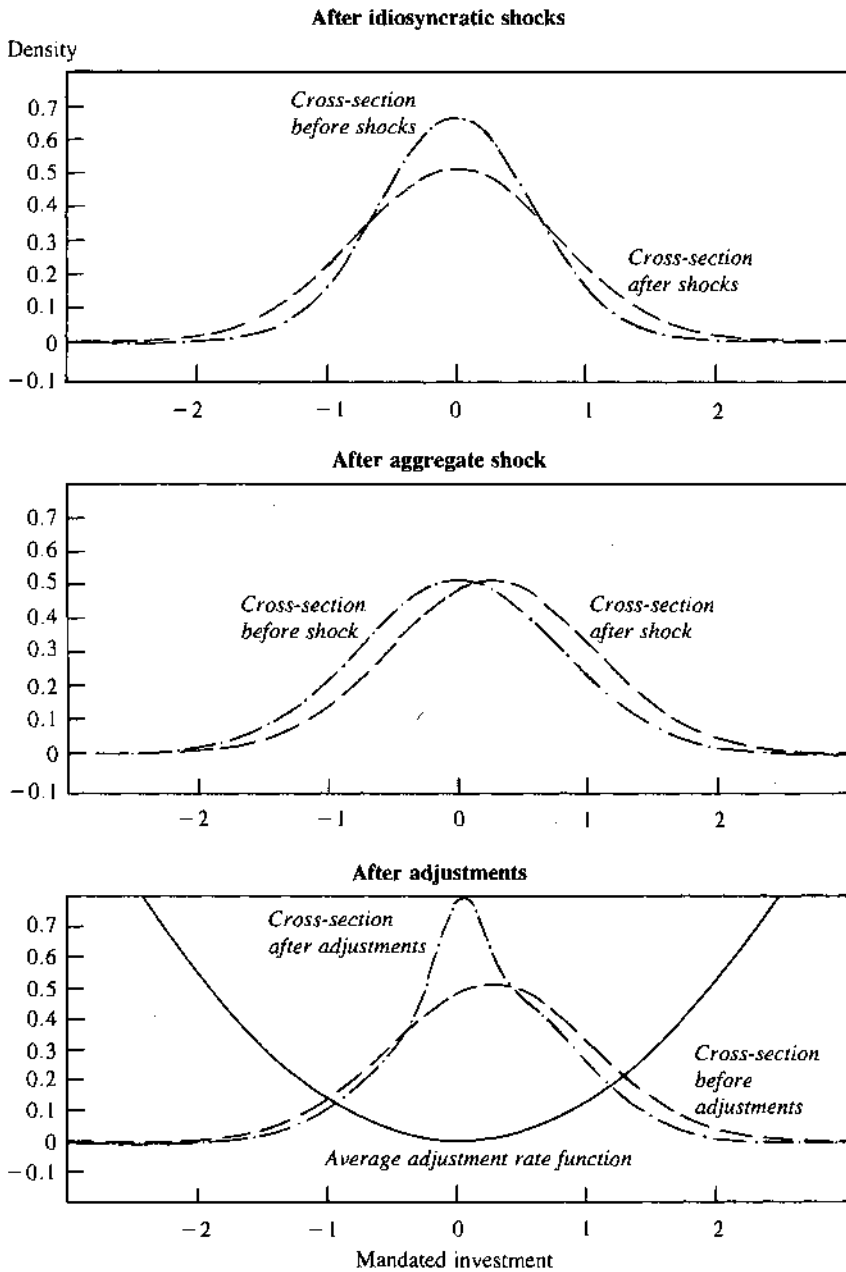 After idiosyncratic shocks
Density
0.7
0.6
0.5
0.4
0.3
0.2
0.1
0
−0.1
Cross-section
before shocks
Cross-section
after shocks
−2 −1 0 1 2
After aggregate shock
0.7
0.6
0.5
0.4
0.3
0.2
0.1
0
−0.1
Cross-section
before shock
Cross-section
after shock
−2 −1 0 1 2
After adjustments
0.7
0.6
0.5
0.4
0.3
0.2
0.1
0
−0.1
Cross-section
after adjustments
Cross-section
before
adjustments
Average adjustment rate function
−2 −1 0 1 2
Mandated investment